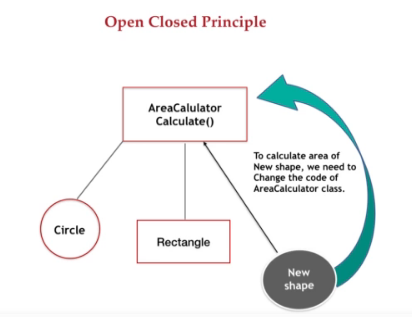 Open Closed Principle
AreaCalulator
Calculate()
To calculate area of
New shape, we need to
Change the code of
AreaCalculator class.
Circle
Rectangle
New
shape